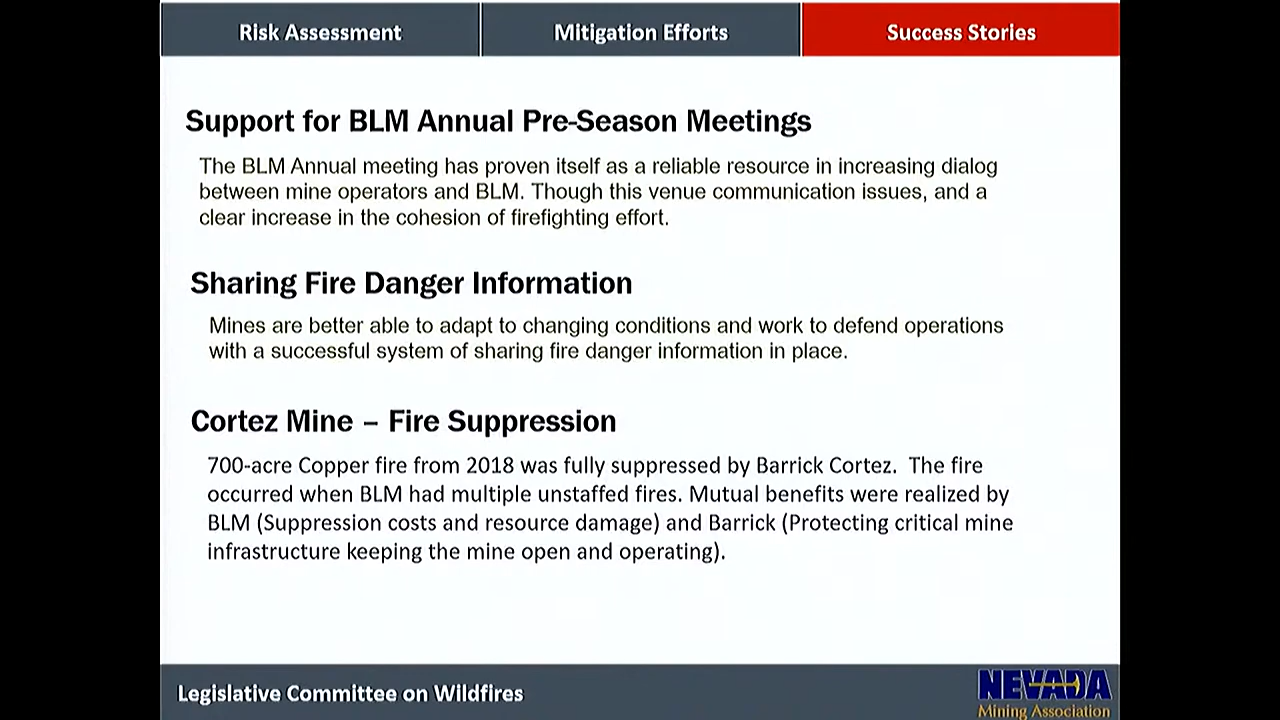 Risk Assessment
Mitigation Efforts
Success Stories
Support for BLM Annual Pre-Season Meetings
The BLM Annual meeting has proven itself as a reliable resource in increasing dialog
between mine operators and BLM. Though this venue communication issues, and a
clear increase in the cohesion of firefighting effort.
Sharing Fire Danger Information
Mines are better able to adapt to changing conditions and work to defend operations
with a successful system of sharing fire danger information in place.
Cortez Mine – Fire Suppression
700-acre Copper fire from 2018 was fully suppressed by Barrick Cortez.  The fire
occurred when BLM had multiple unstaffed fires. Mutual benefits were realized by
BLM (Suppression costs and resource damage) and Barrick (Protecting critical mine
infrastructure keeping the mine open and operating).
Legislative Committee on Wildfires
NEVADA
Mining Association